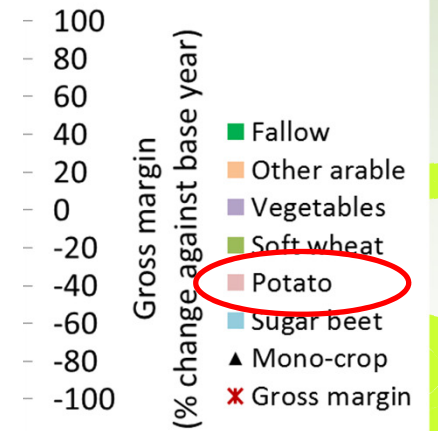 100
80
60
40
20
0
-20
-40
-60
-80
-100
Gross margin
(% change against base year)
Fallow
Other arable
Vegetables
Soft wheat
Potato
Sugar beet
Mono-crop
Gross margin